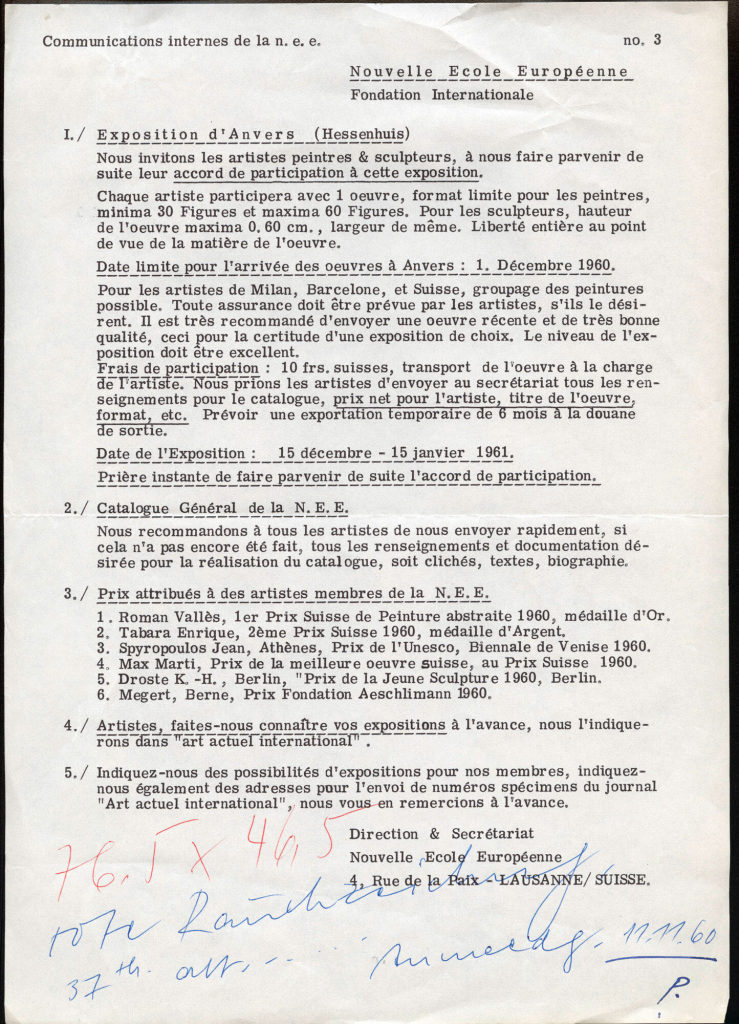 Communications internes de la n. e. e. no. 3
Nouvelle Ecole Européenne
Fondation Internationale
I./ Exposition d'Anvers (Hessenhuis)
Nous invitons les artistes peintres & sculpteurs, à nous faire parvenir de
suite leur accord de participation à cette exposition.
Chaque artiste participera avec 1 oeuvre, format limite pour les peintres,
minima 30 Figures et maxima 60 Figures. Pour les sculpteurs, hauteur
de l'oeuvre maxima 0.60 cm., largeur de même. Liberté entière au point
de vue de la matière de l'oeuvre.
Date limite pour l'arrivée des oeuvres à Anvers : 1. Décembre 1960.
Pour les artistes de Milan, Barcelone, et Suisse, groupage des peintures
possible. Toute assurance doit être prévue par les artistes, s'ils le dési-
rent. Il est très recommandé d'envoyer une oeuvre récente et de très bonne
qualité, ceci pour la certitude d'une exposition de choix. Le niveau de l'ex-
position doit être excellent.
Frais de participation : 10 frs. suisses, transport de l'oeuvre à la charge
de l'artiste. Nous prions les artistes d'envoyer au secrétariat tous les ren-
seignements pour le catalogue, prix net pour l'artiste, titre de l'oeuvre,
format, etc. Prévoir une exportation temporaire de 6 mois à la douane
de sortie.
Date de l'Exposition : 15 décembre - 15 janvier 1961.
Prière instante de faire parvenir de suite l'accord de participation.
2./ Catalogue Général de la N.E.E.
Nous recommandons à tous les artistes de nous envoyer rapidement, si
cela n'a pas encore été fait, tous les renseignements et documentation dé-
sirée pour la réalisation du catalogue, soit clichés, textes, biographie.
3./ Prix attribués à des artistes membres de la N.E.E.
1. Roman Vallès, 1er Prix Suisse de Peinture abstraite 1960, médaille d'Or.
2. Tabara Enrique, 2ème Prix Suisse 1960, médaille d'Argent.
3. Spyropoulos Jean, Athènes, Prix de l'Unesco, Biennale de Venise 1960.
4. Max Marti, Prix de la meilleure oeuvre suisse, au Prix Suisse 1960.
5. Droste K.-H., Berlin, "Prix de la Jeune Sculpture 1960, Berlin.
6. Megert, Berne, Prix Fondation Aeschlimann 1960.
4./ Artistes, faites-nous connaître vos expositions à l'avance, nous l'indique-
rons dans "art actuel international" .
5./ Indiquez-nous des possibilités d'expositions pour nos membres, indiquez-
nous également des adresses pour l'envoi de numéros spécimens du journal
"Art actuel international", nous vous en remercions à l'avance.
Direction & Secrétariat
Nouvelle Ecole Européenne
4, Rue de la Paix - LAUSANNE/ SUISSE.
76.5 x 46,5
rote Rauchzeichnung
37 th. att. - -
11.11.60
P.